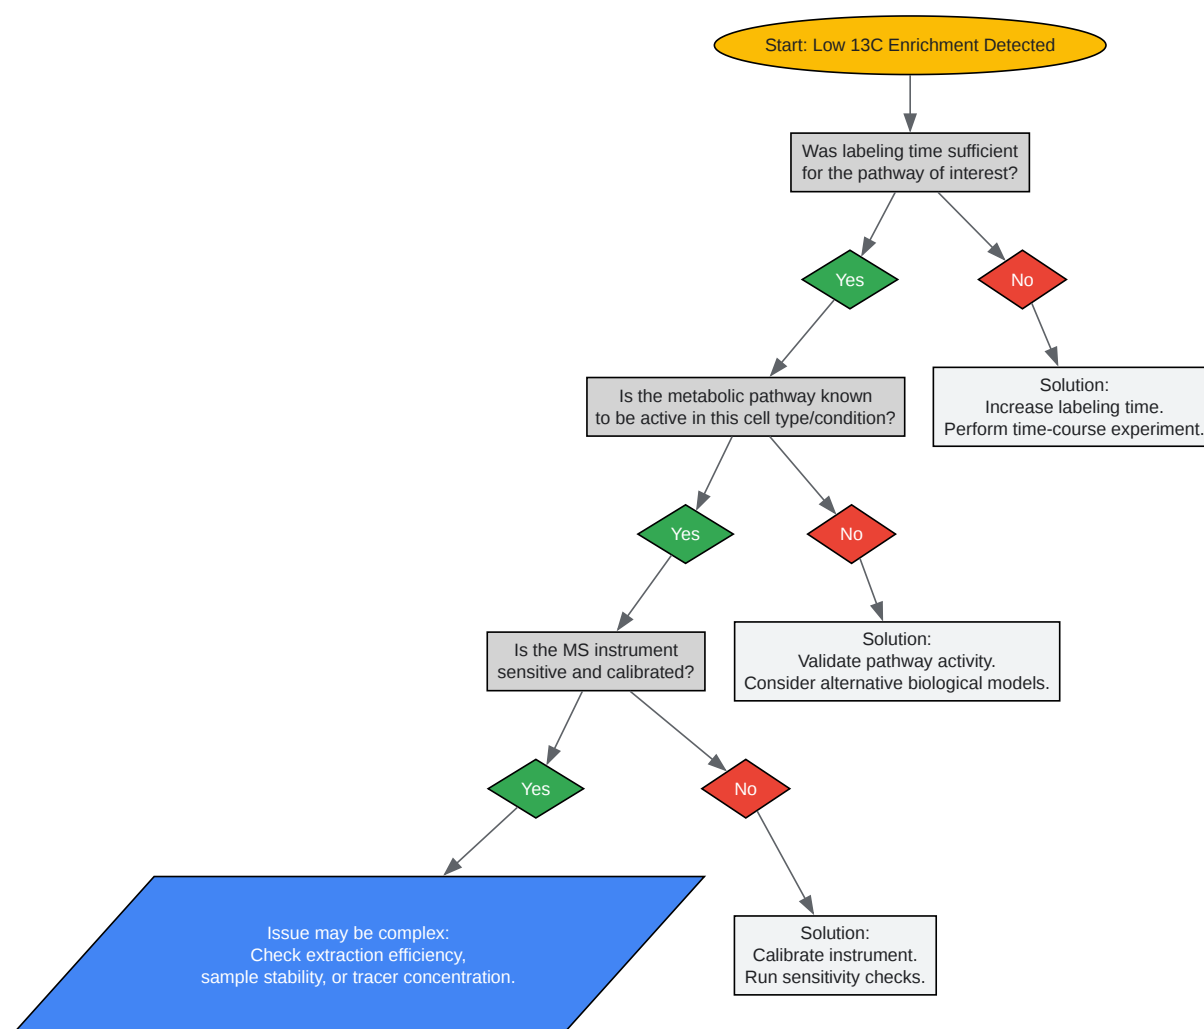 Start: Low 13C Enrichment Detected
Was labeling time sufficient
for the pathway of interest?
Yes
No
Solution:
Increase labeling time.
Perform time-course experiment.
Is the metabolic pathway known
to be active in this cell type/condition?
Yes
No
Solution:
Validate pathway activity.
Consider alternative biological models.
Is the MS instrument
sensitive and calibrated?
Yes
No
Issue may be complex:
Check extraction efficiency,
sample stability, or tracer concentration.
Solution:
Calibrate instrument.
Run sensitivity checks.